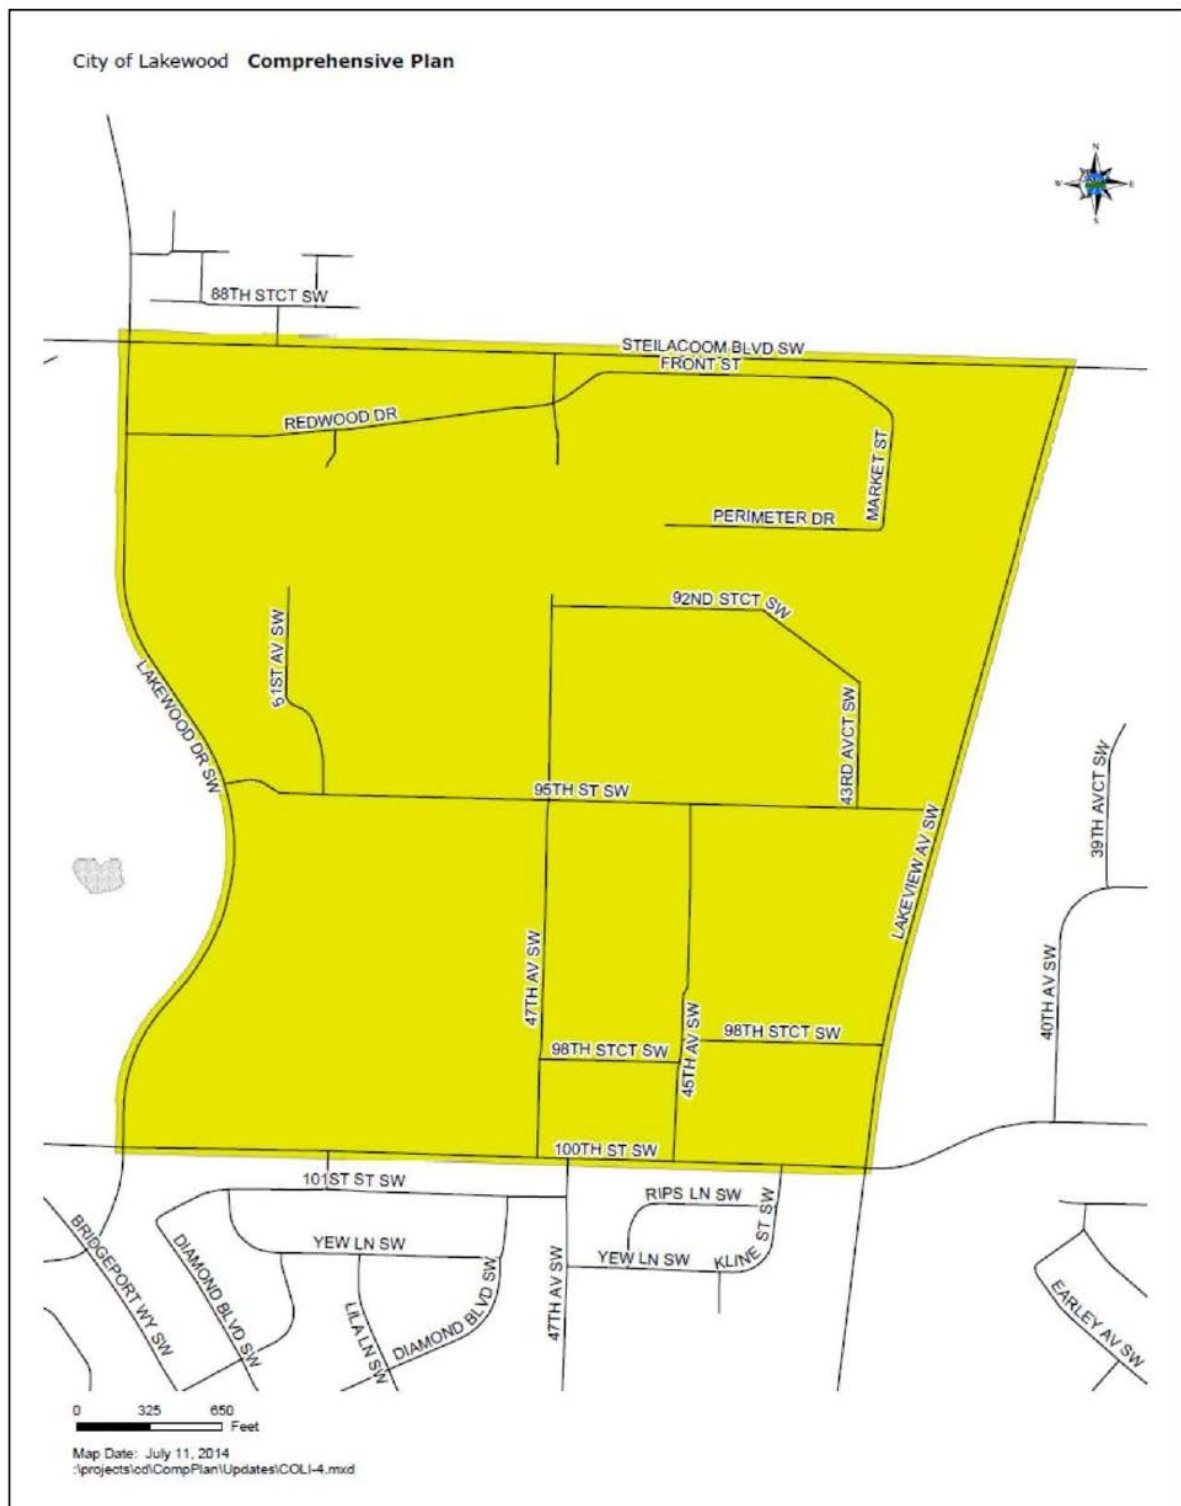 City of Lakewood Comprehensive Plan
N
W E
S
88TH STCT SW
STEILACOOM BLVD SW
FRONT ST
REDWOOD DR
MARKET ST
PERIMETER DR
92ND STCT SW
61ST AV SW
LAKEWOOD DR SW
43RD AVCT SW
39TH AVCT SW
95TH ST SW
LAKEVIEW AV SW
47TH AV SW
40TH AV SW
98TH STCT SW
45TH AV SW
98TH STCT SW
100TH ST SW
101ST ST SW
RIPS LN SW
KLINE ST SW
BRIDGEPORT WY SW
DIAMOND BLVD SW
YEW LN SW
YEW LN SW
LILA LN SW
DIAMOND BLVD SW
47TH AV SW
EARLEY AV SW
0 325 650
Feet
Map Date: July 11, 2014
:\projects\cd\CompPlan\Updates\COLI-4.mxd